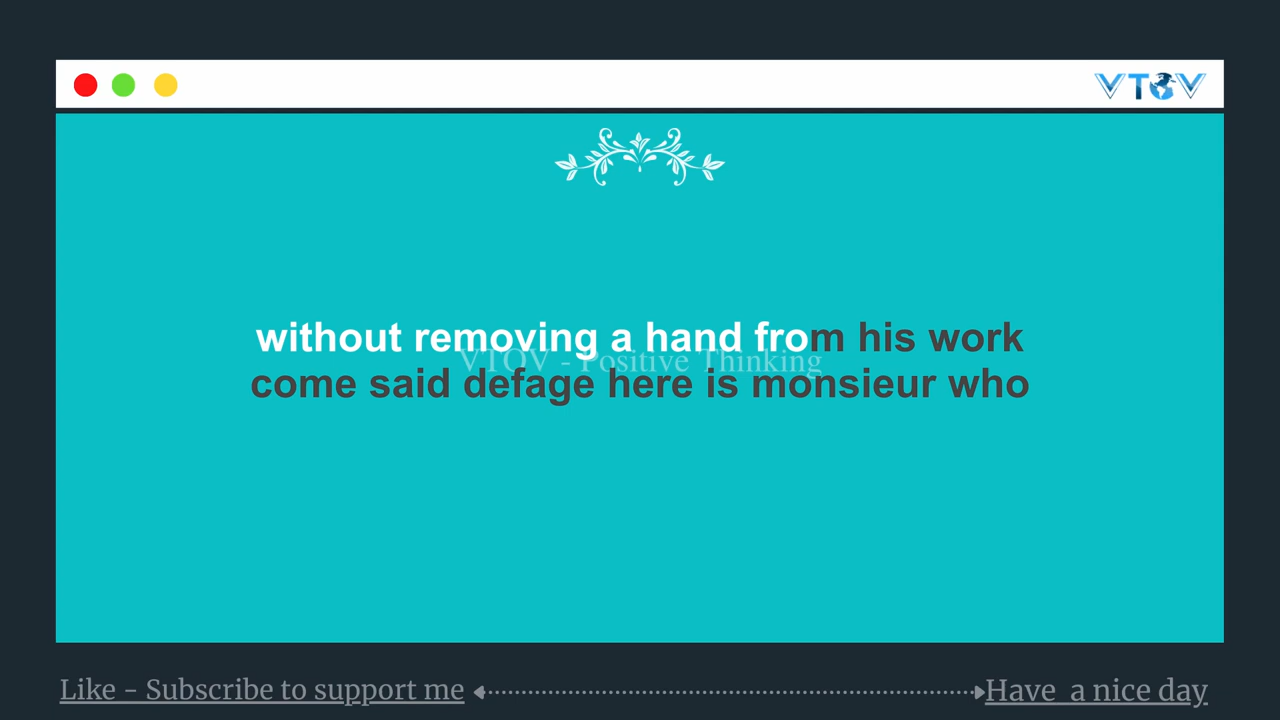 VTOV
without removing a hand from his work
VTOV - Positive Thinking
come said defage here is monsieur who
Like - Subscribe to support me
Have a nice day